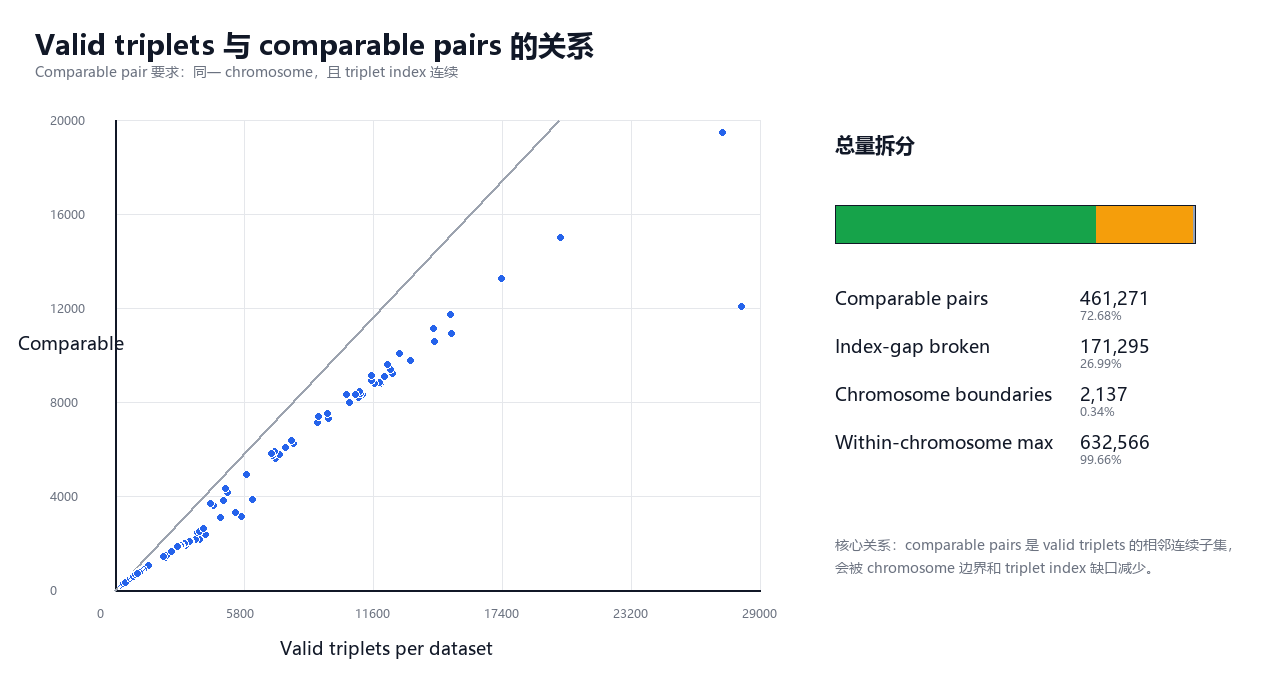 Valid triplets 与 comparable pairs 的关系
Comparable pair 要求：同一 chromosome，且 triplet index 连续
20000
16000
12000
Comparable
8000
4000
0
0
5800
11600
17400
23200
29000
Valid triplets per dataset
总量拆分
Comparable pairs
461,271
72.68%
Index-gap broken
171,295
26.99%
Chromosome boundaries
2,137
0.34%
Within-chromosome max
632,566
99.66%
核心关系：comparable pairs 是 valid triplets 的相邻连续子集，
会被 chromosome 边界和 triplet index 缺口减少。